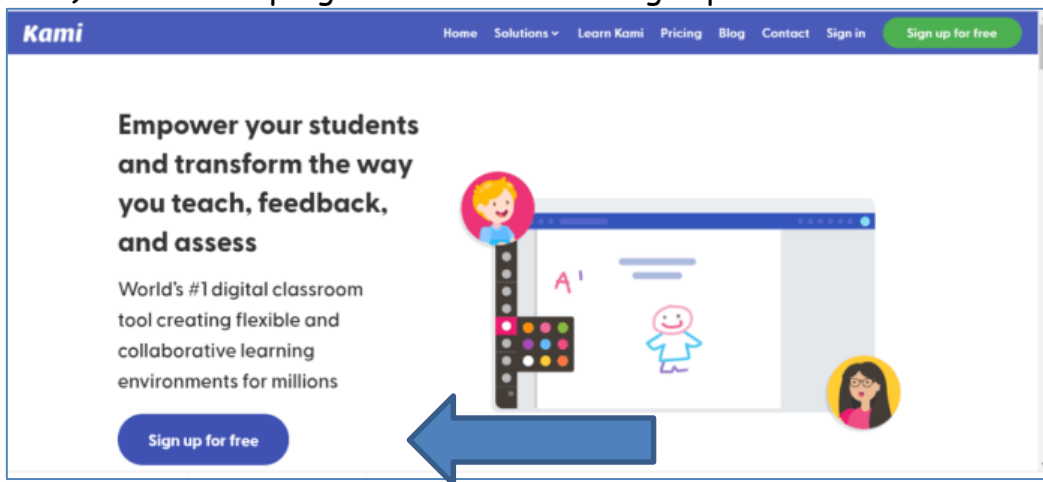 Kami
Home Solutions Learn Kami Pricing Blog Contact Sign in Sign up for free
Empower your students
and transform the way
you teach, feedback,
and assess
World's #1 digital classroom
tool creating flexible and
collaborative learning
environments for millions
Sign up for free
A